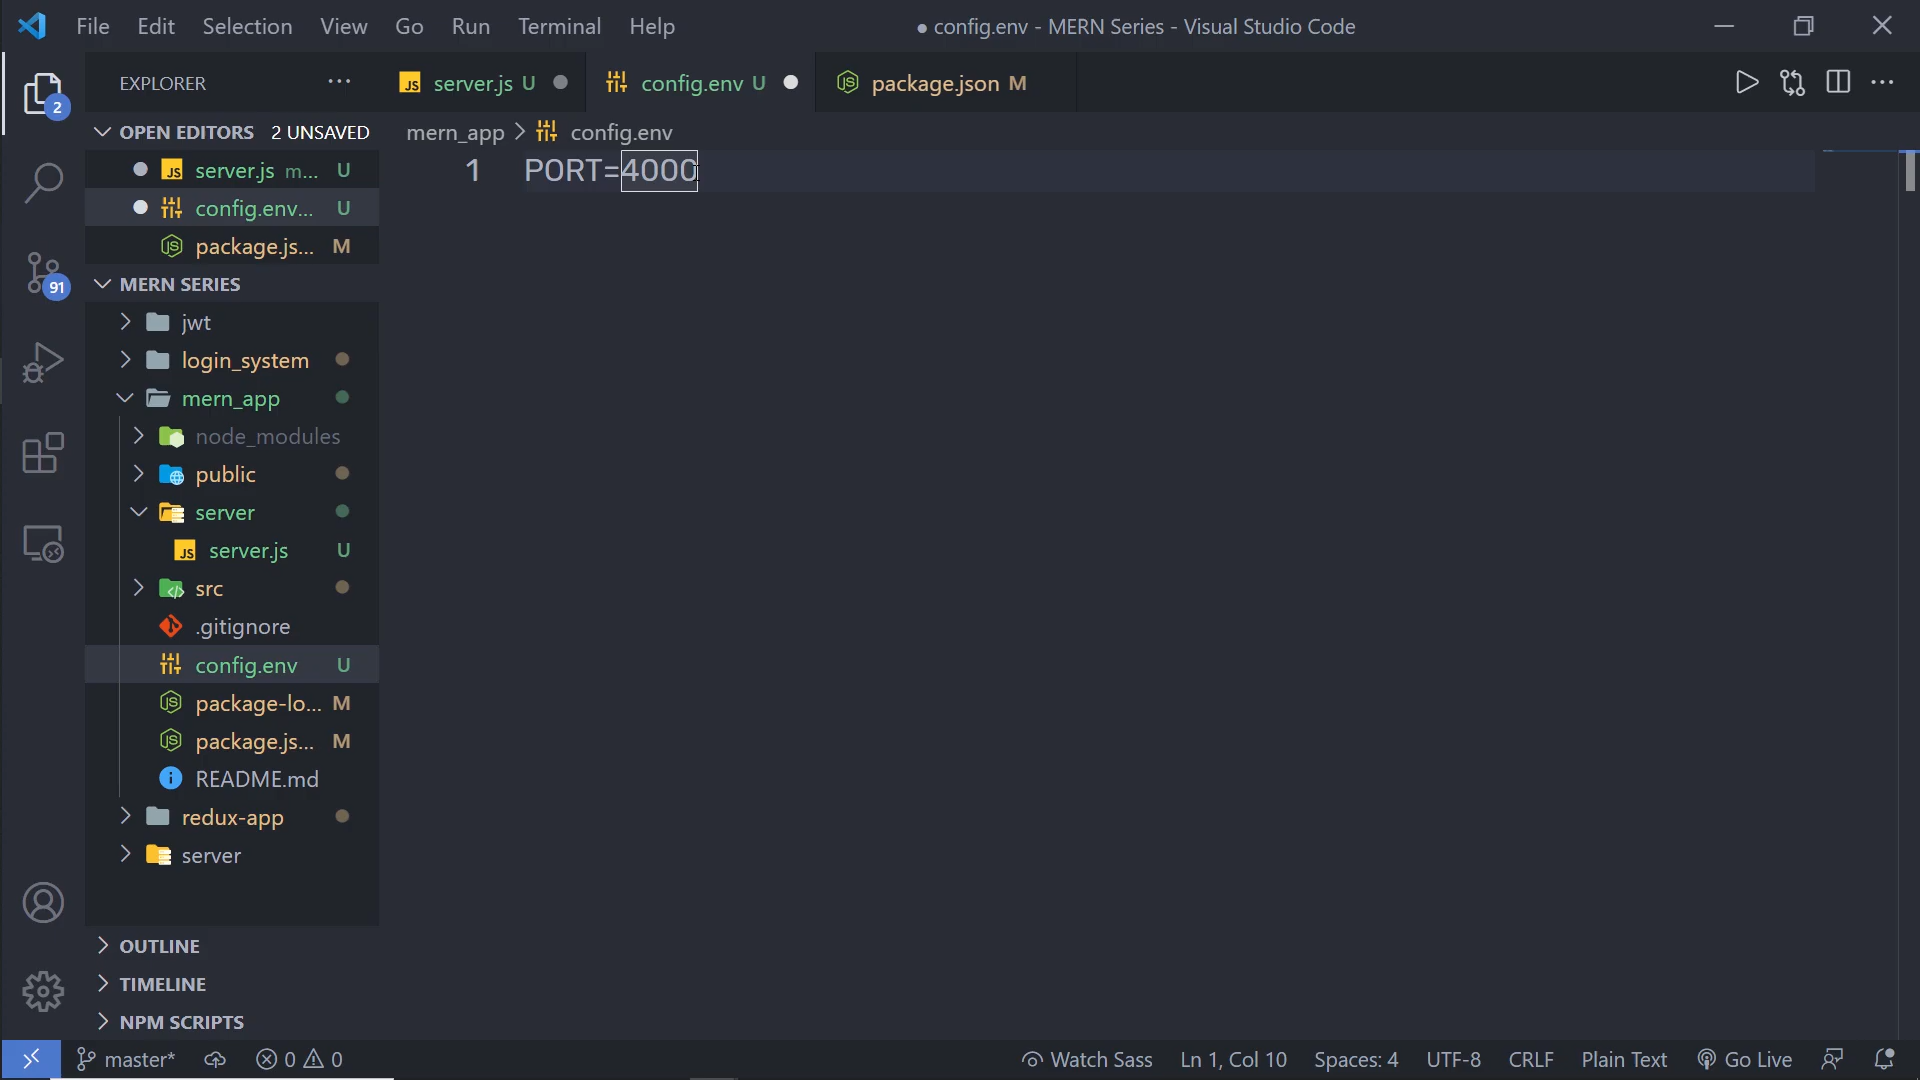 File Edit Selection View Go Run Terminal Help
● config.env - MERN Series - Visual Studio Code
EXPLORER ...
server.js U
config.env U
package.json M
2
OPEN EDITORS 2 UNSAVED
mern_app > config.env
server.js m... U
config.env... U
package.js... M
1 PORT=4000
91
MERN SERIES
jwt
login_system
mern_app
node_modules
public
server
server.js U
src
.gitignore
config.env U
package-lo... M
package.js... M
README.md
redux-app
server
OUTLINE
TIMELINE
NPM SCRIPTS
master* 0 0 Watch Sass Ln 1, Col 10 Spaces: 4 UTF-8 CRLF Plain Text Go Live